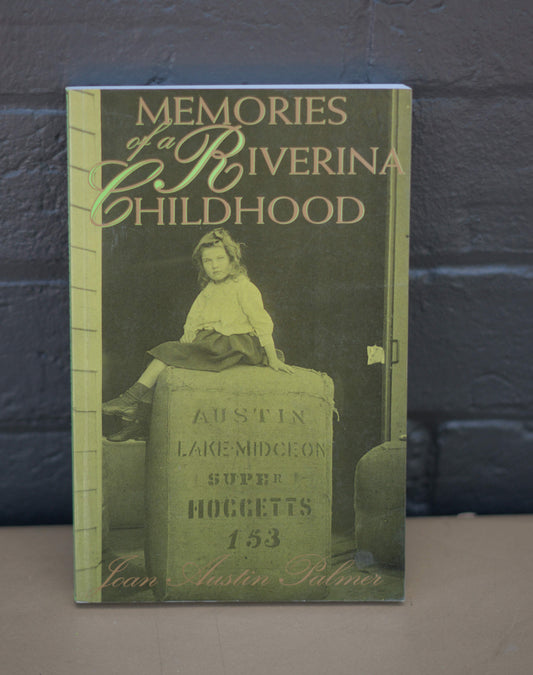 MEMORIES
of a RIVERINA
CHILDHOOD
AUSTIN
LAKE-MIDGEON
SUPER
HOGGETTS
153
Joan Austin Palmer